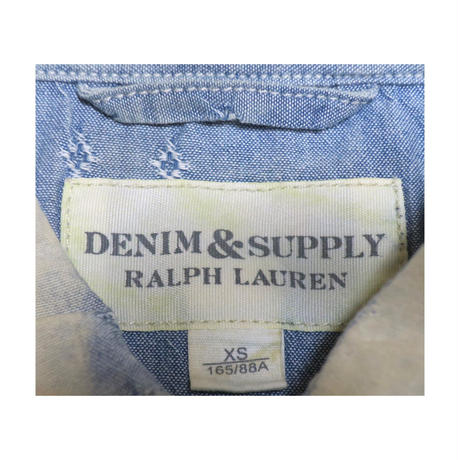 DENIM & SUPPLY
RALPH LAUREN
XS
165/88A